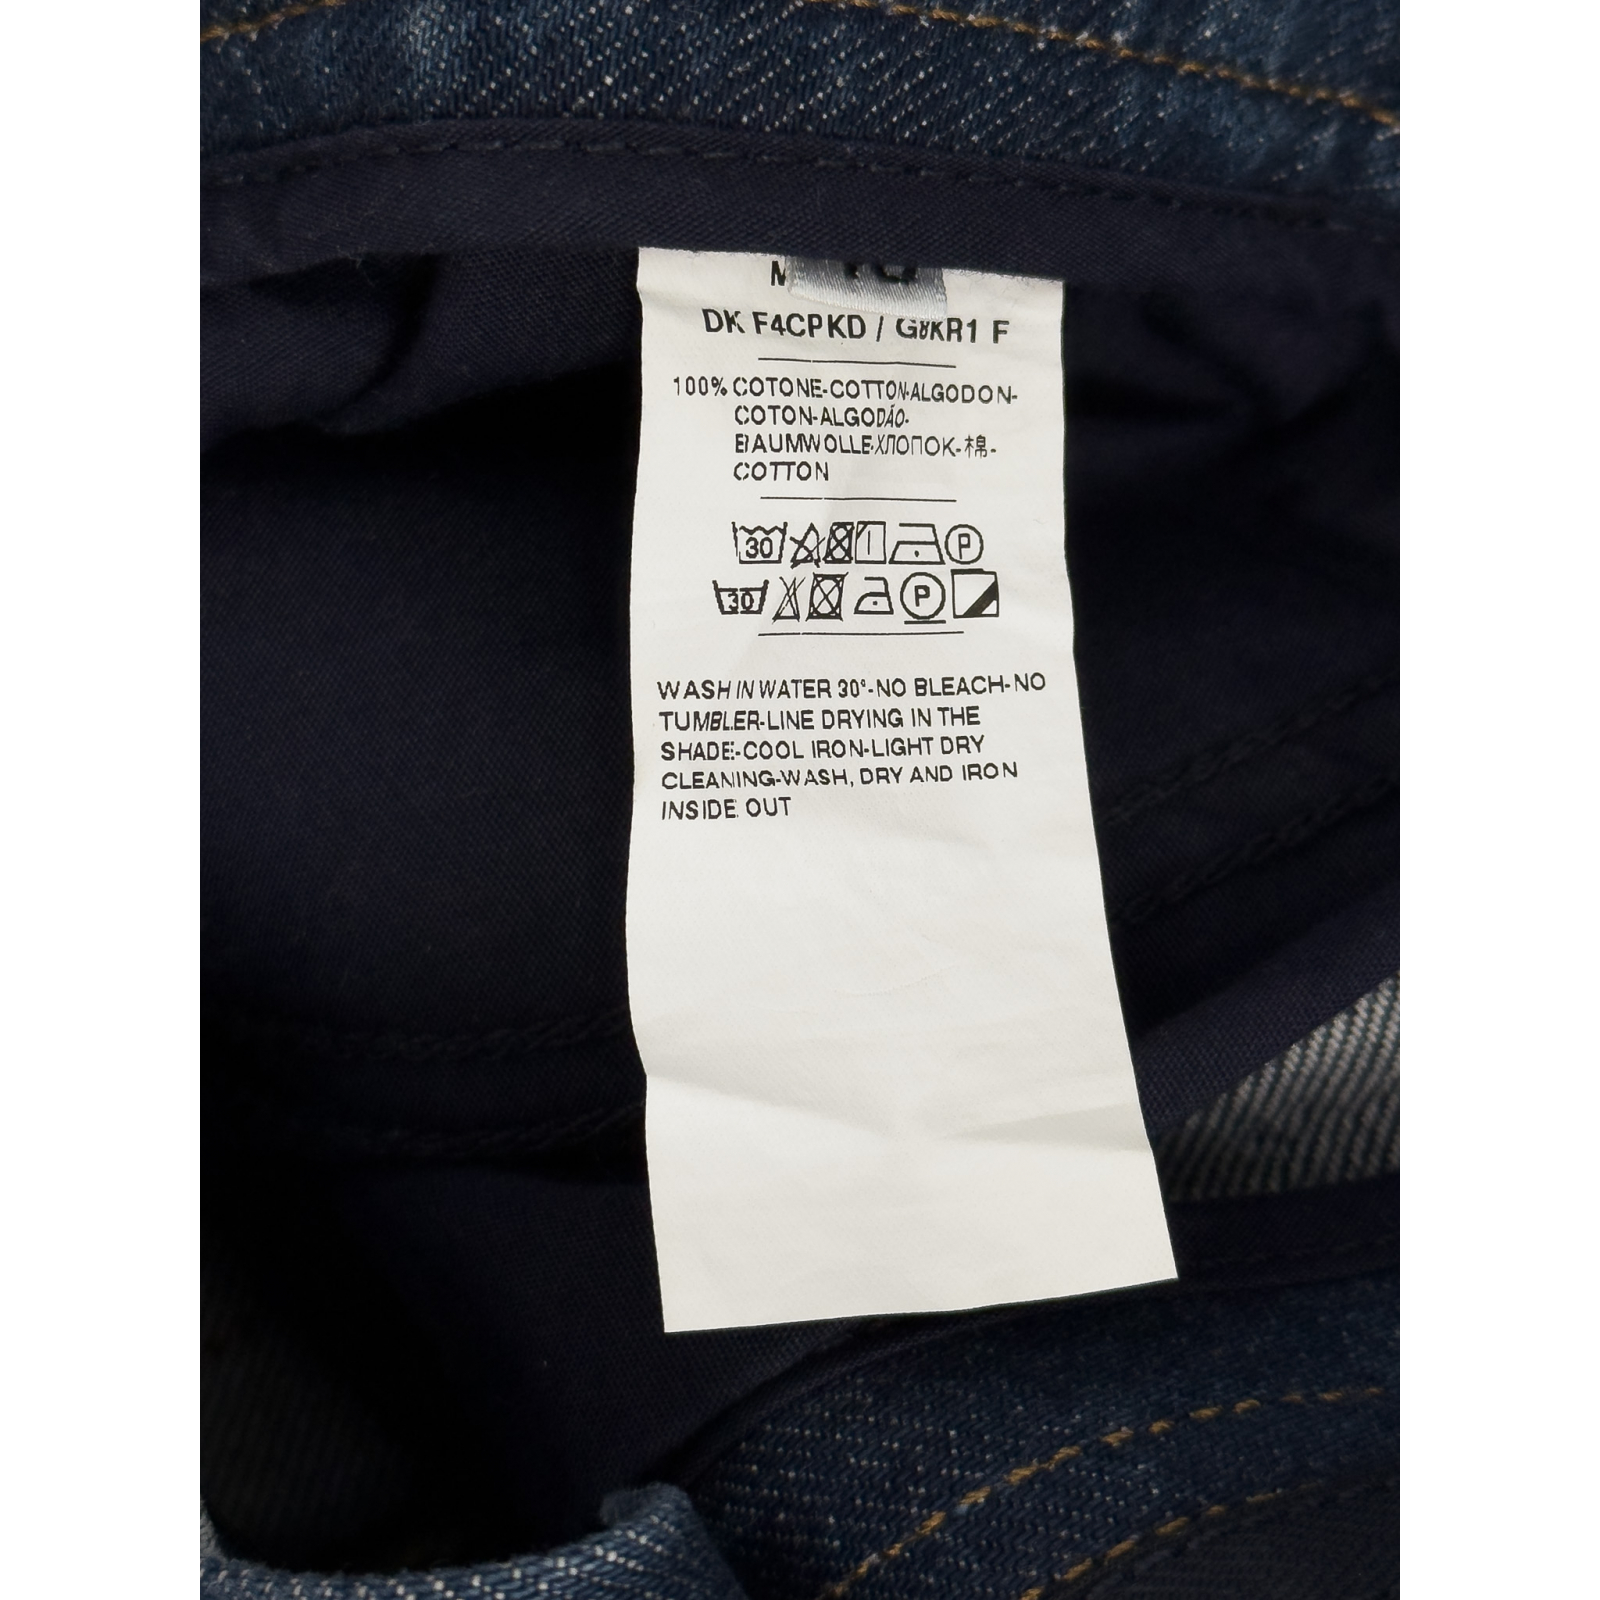 DK F4CPKD / G8KR1 F
100% COTONE-COTTON-ALGODON-
COTON-ALGODÃO-
BAUMWOLLE-ХЛОПОК-棉-
COTTON
30 P
30 P
WASH IN WATER 30°-NO BLEACH-NO
TUMBLER-LINE DRYING IN THE
SHADE-COOL IRON-LIGHT DRY
CLEANING-WASH, DRY AND IRON
INSIDE OUT